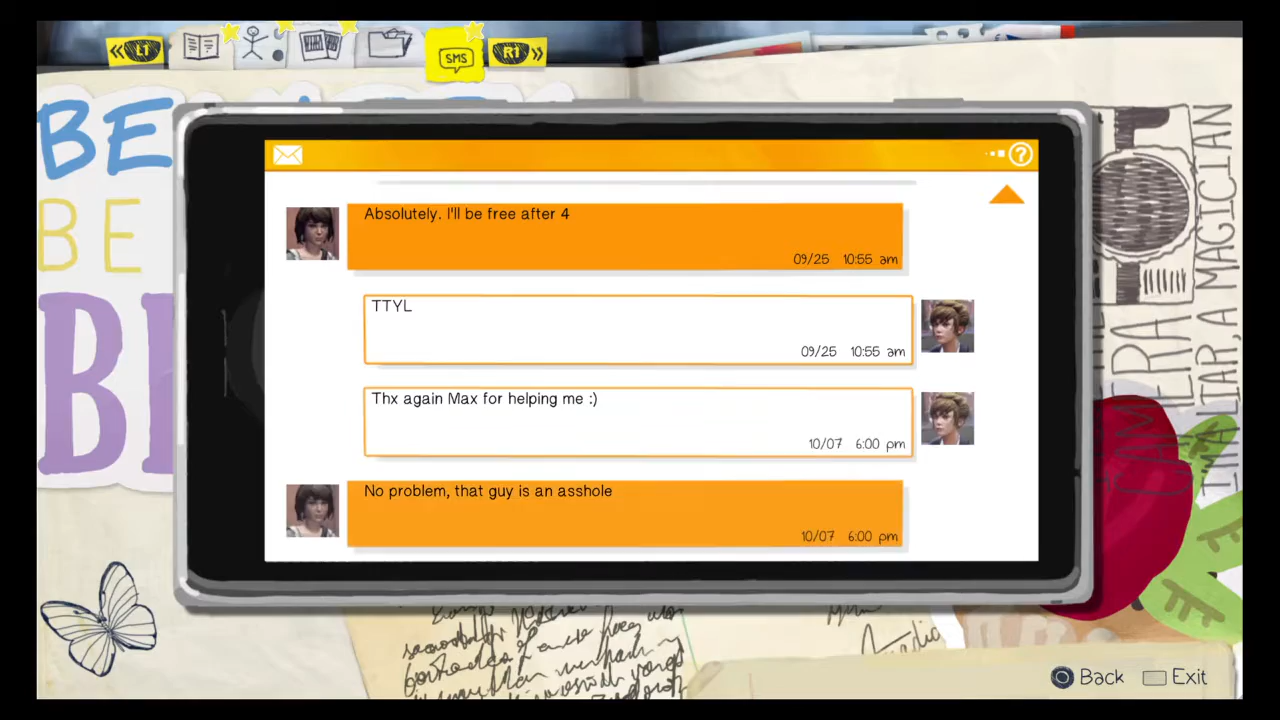 L1
SMS
R1
BE
BE
Absolutely. I'll be free after 4
09/25 10:55 am
TTYL
09/25 10:55 am
Thx again Max for helping me :)
10/07 6:00 pm
No problem, that guy is an asshole
10/07 6:00 pm
?
CAMERA
LIAR, A MAGICIAN
Back
Exit